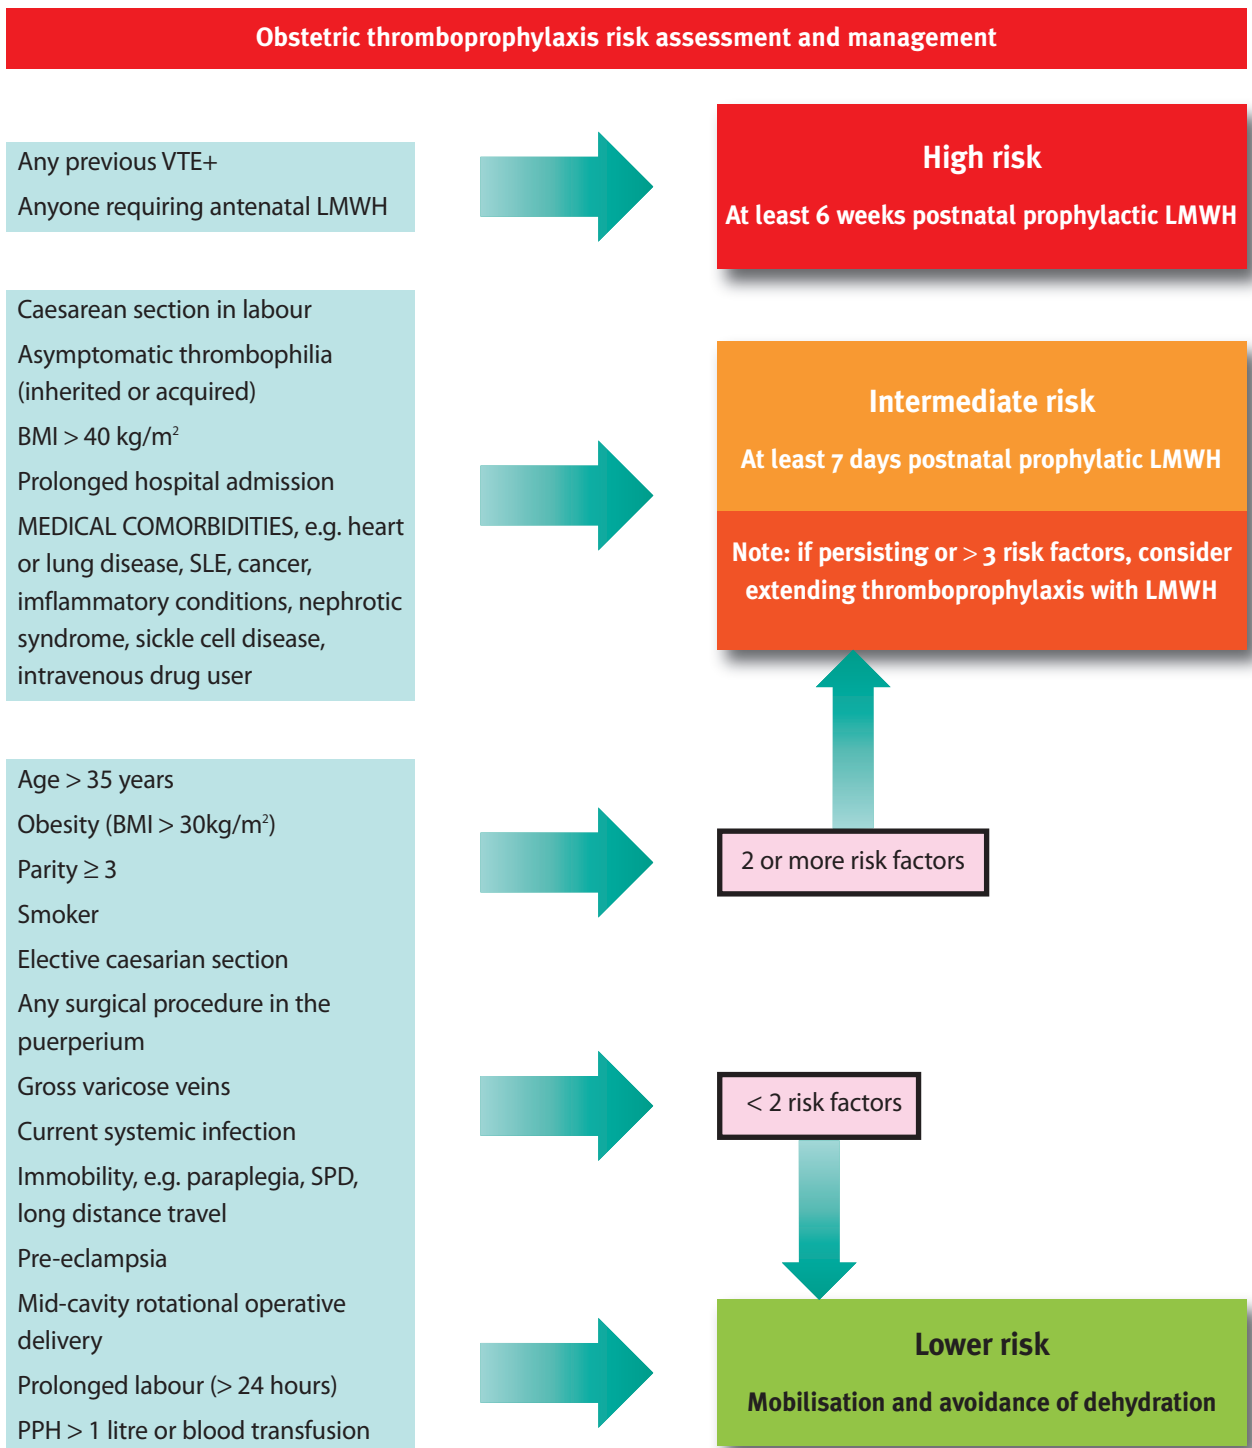 Obstetric thromboprophylaxis risk assessment and management
Any previous VTE+
Anyone requiring antenatal LMWH
High risk
At least 6 weeks postnatal prophylactic LMWH
Caesarean section in labour
Asymptomatic thrombophilia
(inherited or acquired)
BMI > 40 kg/m²
Prolonged hospital admission
MEDICAL COMORBIDITIES, e.g. heart
or lung disease, SLE, cancer,
imflammatory conditions, nephrotic
syndrome, sickle cell disease,
intravenous drug user
Intermediate risk
At least 7 days postnatal prophylatic LMWH
Note: if persisting or > 3 risk factors, consider
extending thromboprophylaxis with LMWH
Age > 35 years
Obesity (BMI > 30kg/m²)
Parity ≥ 3
Smoker
Elective caesarian section
Any surgical procedure in the
puerperium
Gross varicose veins
Current systemic infection
Immobility, e.g. paraplegia, SPD,
long distance travel
Pre-eclampsia
Mid-cavity rotational operative
delivery
Prolonged labour (> 24 hours)
PPH > 1 litre or blood transfusion
2 or more risk factors
< 2 risk factors
Lower risk
Mobilisation and avoidance of dehydration